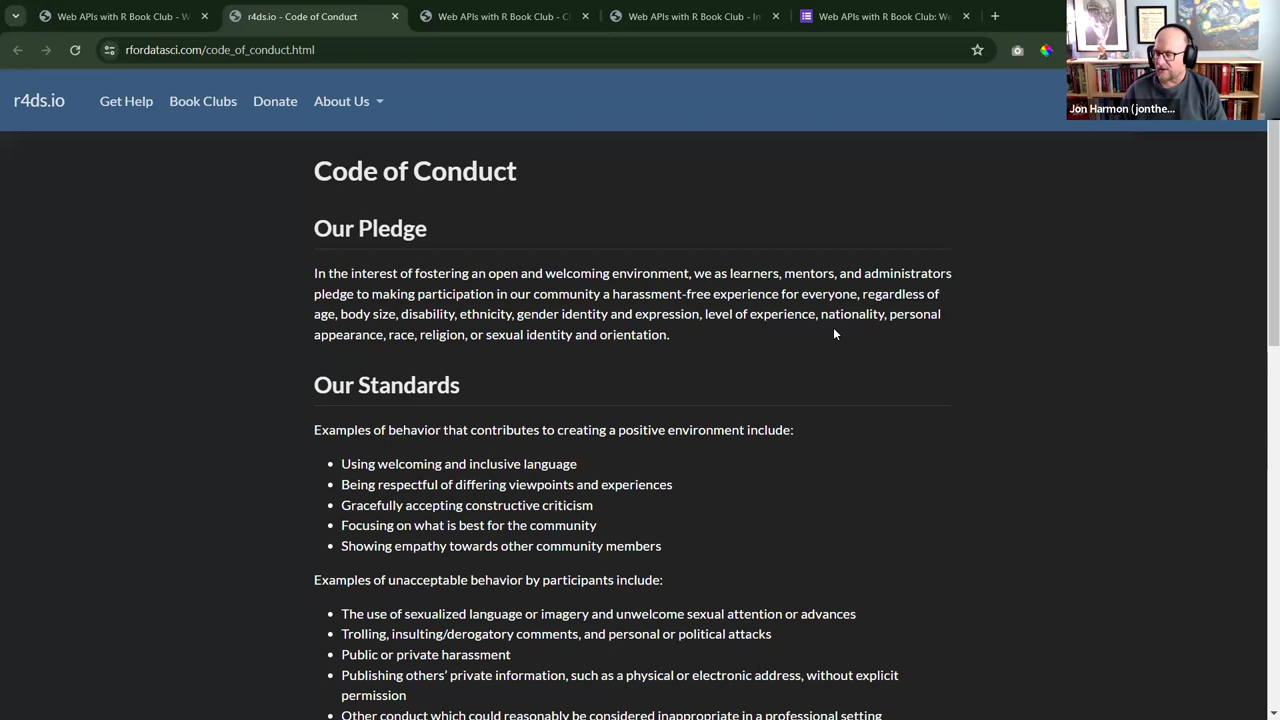 Web APIs with R Book Club - W
r4ds.io - Code of Conduct
Web APIs with R Book Club - C
Web APIs with R Book Club - In
Web APIs with R Book Club: We
rfordatasci.com/code_of_conduct.html
Jon Harmon (jonthe...
r4ds.io
Get Help
Book Clubs
Donate
About Us
Code of Conduct
Our Pledge
In the interest of fostering an open and welcoming environment, we as learners, mentors, and administrators
pledge to making participation in our community a harassment-free experience for everyone, regardless of
age, body size, disability, ethnicity, gender identity and expression, level of experience, nationality, personal
appearance, race, religion, or sexual identity and orientation.
Our Standards
Examples of behavior that contributes to creating a positive environment include:
• Using welcoming and inclusive language
• Being respectful of differing viewpoints and experiences
• Gracefully accepting constructive criticism
• Focusing on what is best for the community
• Showing empathy towards other community members
Examples of unacceptable behavior by participants include:
• The use of sexualized language or imagery and unwelcome sexual attention or advances
• Trolling, insulting/derogatory comments, and personal or political attacks
• Public or private harassment
• Publishing others’ private information, such as a physical or electronic address, without explicit
permission
• Other conduct which could reasonably be considered inappropriate in a professional setting